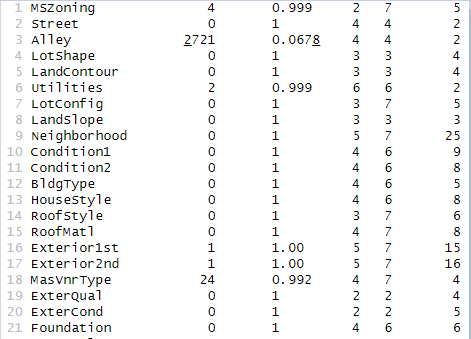 1 MSZoning 4 0.999 2 7 5
2 Street 0 1 4 4 2
3 Alley 2721 0.0678 4 4 2
4 LotShape 0 1 3 3 4
5 LandContour 0 1 3 3 4
6 Utilities 2 0.999 6 6 2
7 LotConfig 0 1 3 7 5
8 LandSlope 0 1 3 3 3
9 Neighborhood 0 1 5 7 25
10 Condition1 0 1 4 6 9
11 Condition2 0 1 4 6 8
12 BldgType 0 1 4 6 5
13 HouseStyle 0 1 4 6 8
14 RoofStyle 0 1 3 7 6
15 RoofMatl 0 1 4 7 8
16 Exterior1st 1 1.00 5 7 15
17 Exterior2nd 1 1.00 5 7 16
18 MasVnrType 24 0.992 4 7 4
19 ExterQual 0 1 2 2 4
20 ExterCond 0 1 2 2 5
21 Foundation 0 1 4 6 6